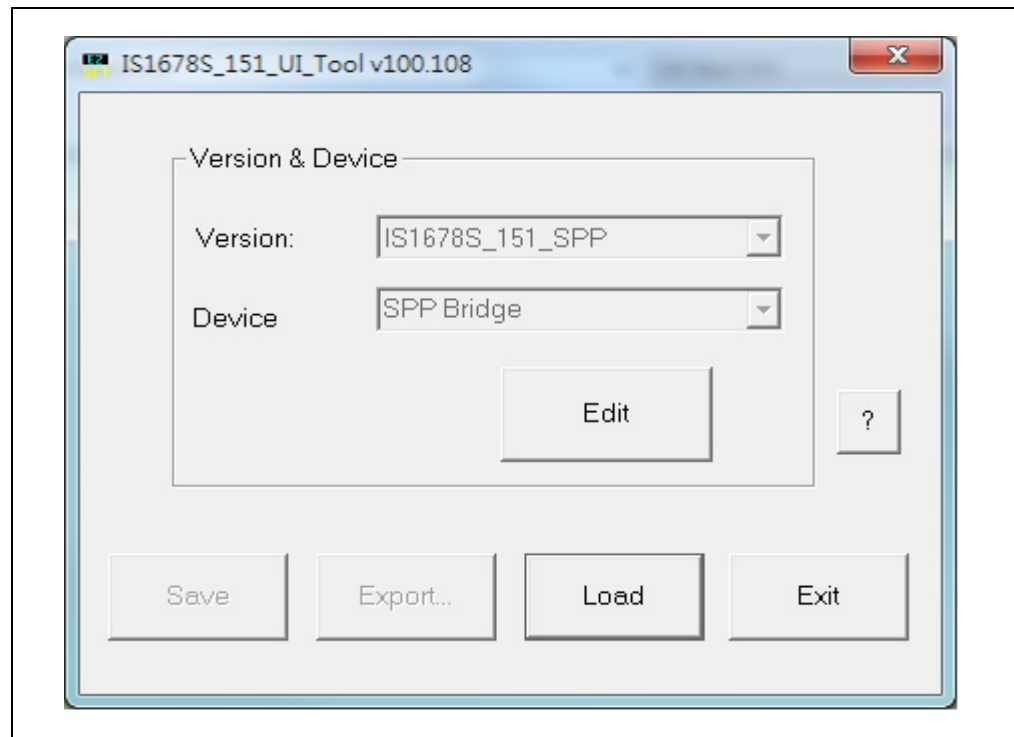 IS1678S_151_UI_Tool v100.108
Version & Device
Version:
IS1678S_151_SPP
Device
SPP Bridge
Edit
?
Save
Export...
Load
Exit